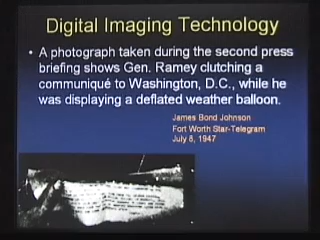 Digital Imaging Technology
• A photograph taken during the second press
briefing shows Gen. Ramey clutching a
communiqué to Washington, D.C., while he
was displaying a deflated weather balloon.
James Bond Johnson
Fort Worth Star-Telegram
July 8, 1947